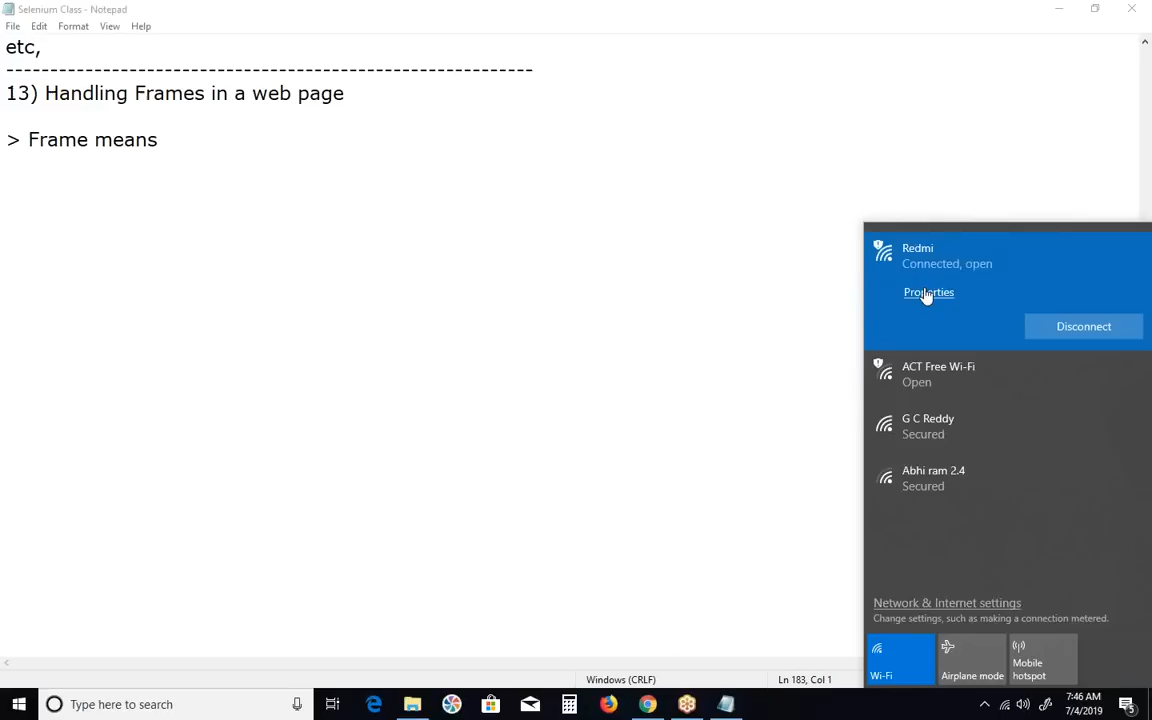 Selenium Class - Notepad
File Edit Format View Help
etc,
------------------------------------------------------------
13) Handling Frames in a web page
> Frame means
Redmi
Connected, open
Properties
Disconnect
ACT Free Wi-Fi
Open
G C Reddy
Secured
Abhi ram 2.4
Secured
Network & Internet settings
Change settings, such as making a connection metered.
Wi-Fi
Airplane mode
Mobile
hotspot
Windows (CRLF) Ln 183, Col 1
Type here to search
7:46 AM
7/4/2019
5